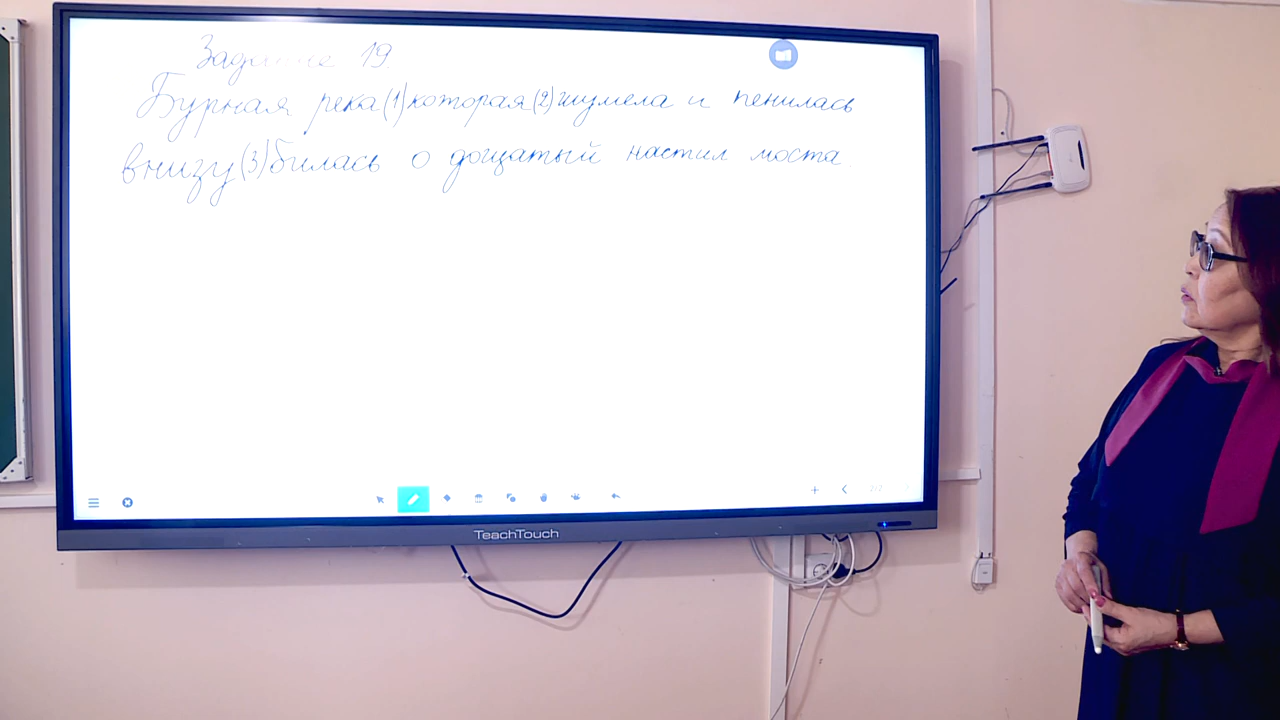 Задание 19.
Бурная река(1)которая(2)шумела и пенилась
внизу(3)билась о дощатый настил моста.
TeachTouch